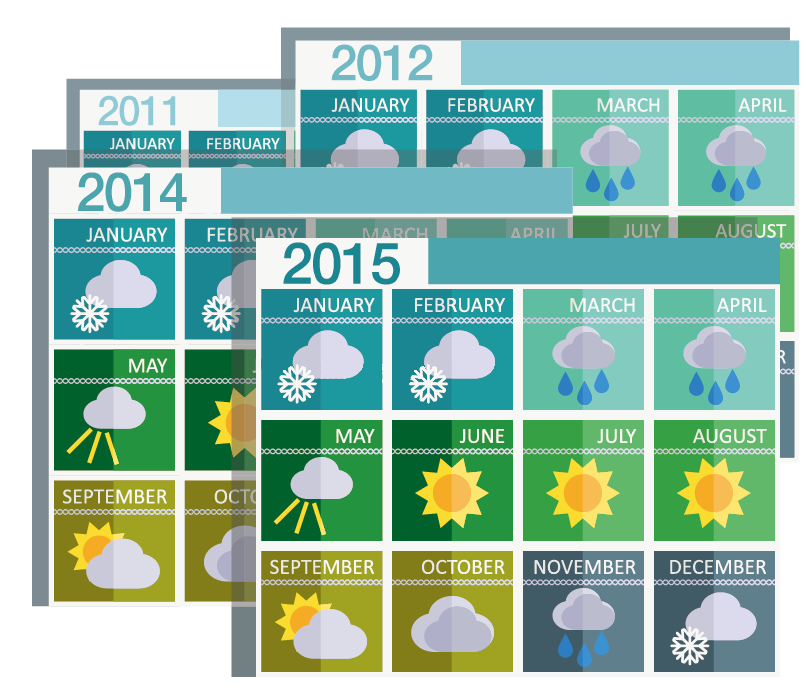 2012
JANUARY FEBRUARY MARCH APRIL
JULY AUGUST
2011
JANUARY FEBRUARY
2014
JANUARY FEBRUARY MARCH APRIL
MAY
SEPTEMBER OCTO
2015
JANUARY FEBRUARY MARCH APRIL
MAY JUNE JULY AUGUST
SEPTEMBER OCTOBER NOVEMBER DECEMBER